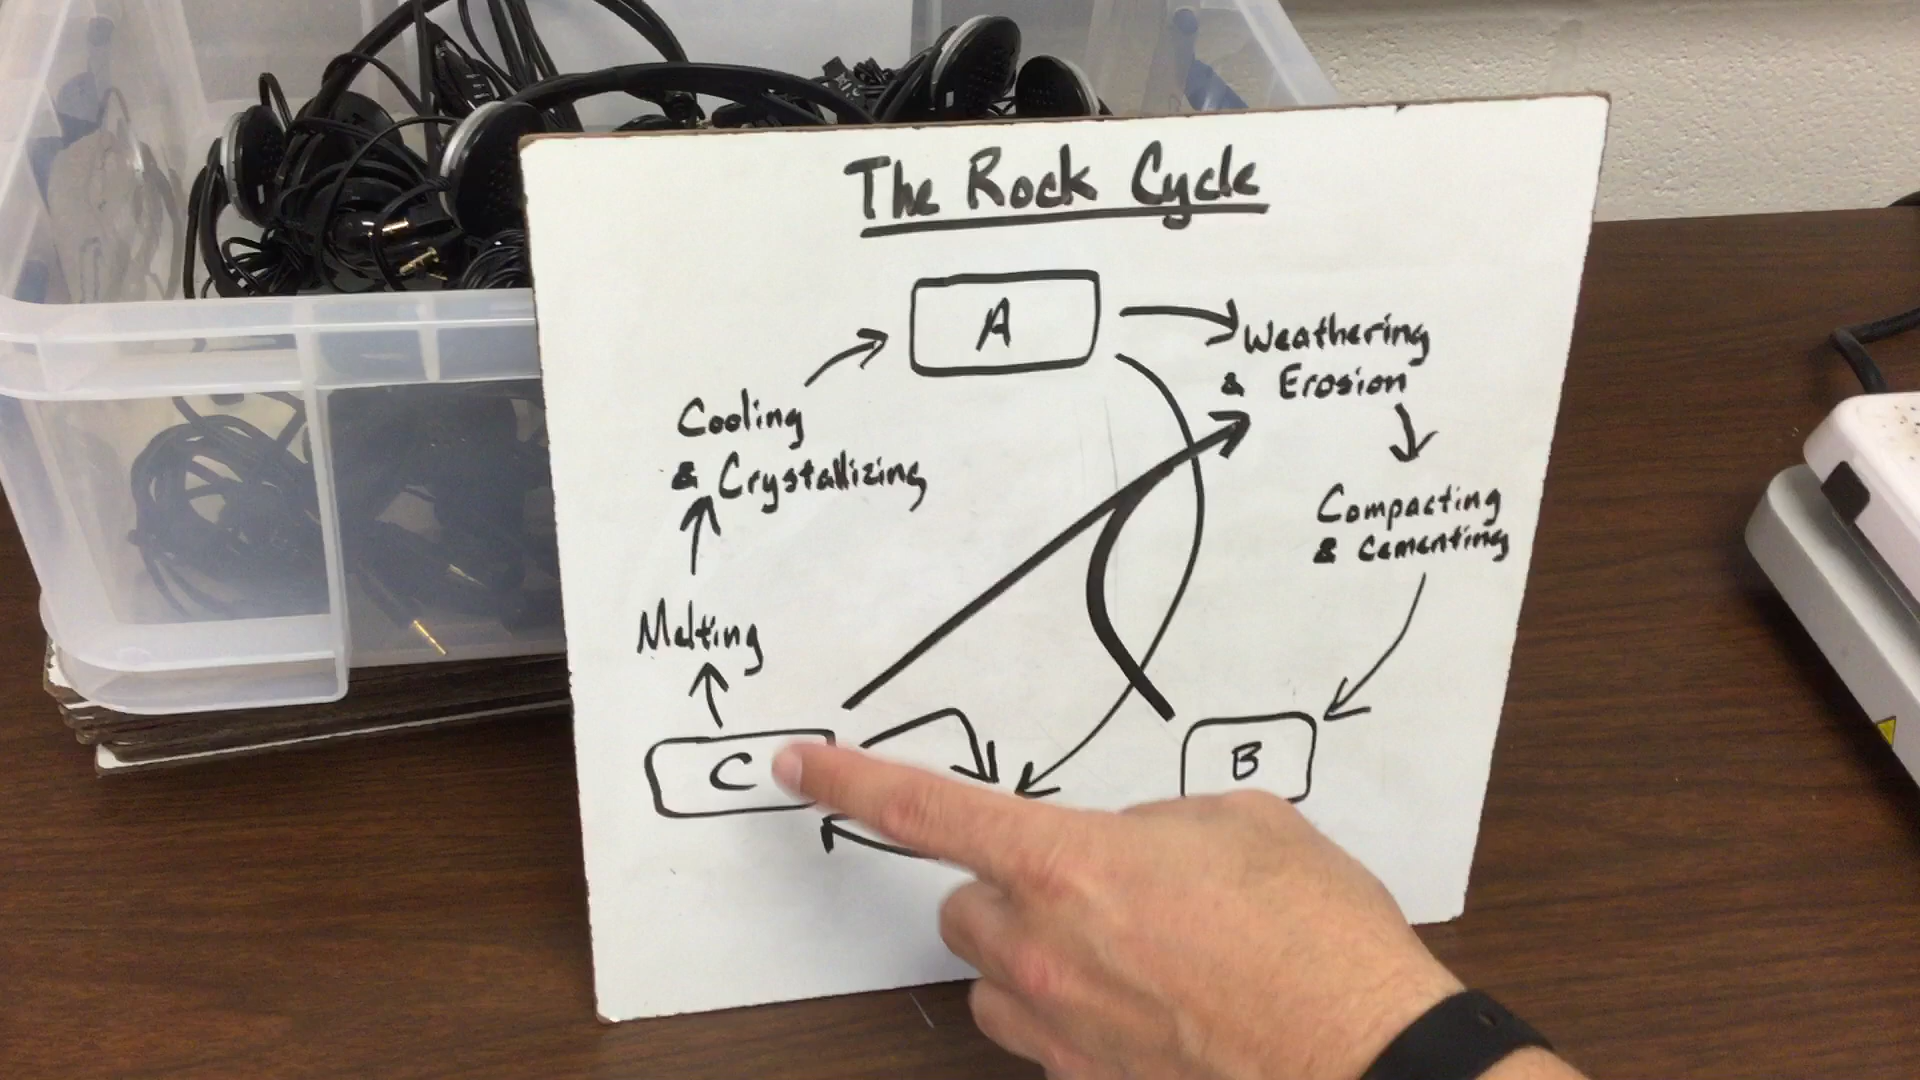 The Rock Cycle
A
Weathering
& Erosion
Cooling
& Crystallizing
Compacting
& Cementing
Melting
C
B